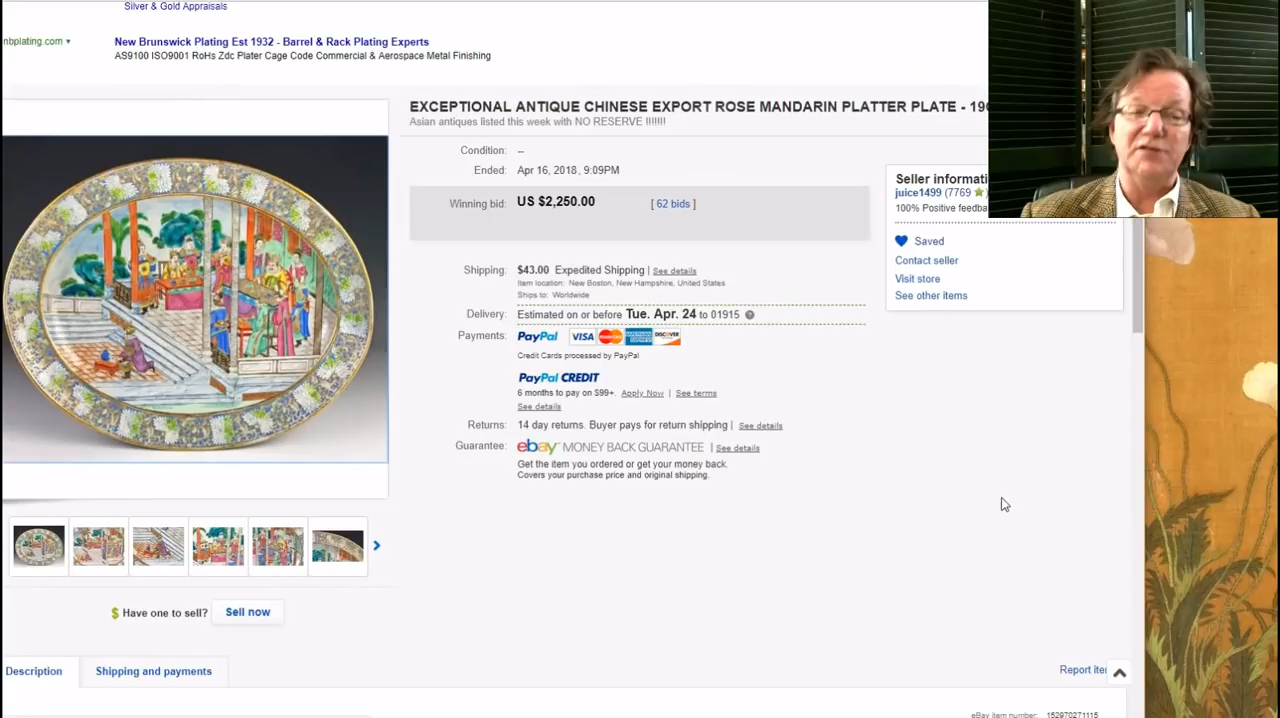 Silver & Gold Appraisals
nbplating.com
New Brunswick Plating Est 1932 - Barrel & Rack Plating Experts
AS9100 ISO9001 RoHs Zdc Plater Cage Code Commercial & Aerospace Metal Finishing
EXCEPTIONAL ANTIQUE CHINESE EXPORT ROSE MANDARIN PLATTER PLATE - 190
Asian antiques listed this week with NO RESERVE !!!!!!!
Condition: --
Ended: Apr 16, 2018, 9:09PM
Winning bid: US $2,250.00 [ 62 bids ]
Shipping: $43.00 Expedited Shipping | See details
Item location: New Boston, New Hampshire, United States
Ships to: Worldwide
Delivery: Estimated on or before Tue. Apr. 24 to 01915 ?
Payments: PayPal VISA MasterCard AMERICAN EXPRESS DISCOVER
Credit Cards processed by PayPal
PayPal CREDIT
6 months to pay on $99+. Apply Now | See terms
See details
Returns: 14 day returns. Buyer pays for return shipping | See details
Guarantee: ebay MONEY BACK GUARANTEE | See details
Get the item you ordered or get your money back.
Covers your purchase price and original shipping.
Seller informati
juice1499 (7769
100% Positive feedba
Saved
Contact seller
Visit store
See other items
$ Have one to sell? Sell now
Description Shipping and payments
Report ite
eBay item number: 152970271115